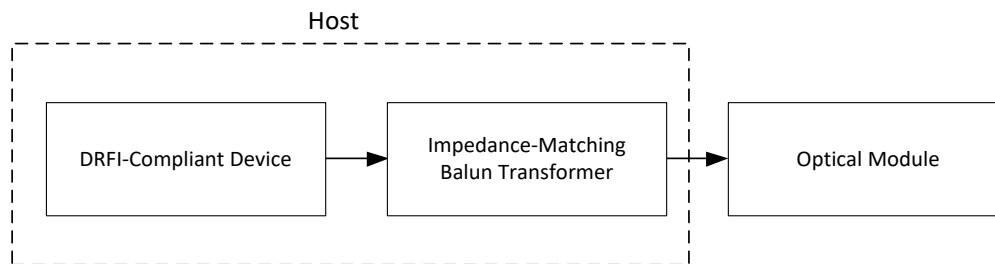 Host
DRFI-Compliant Device
Impedance-Matching
Balun Transformer
Optical Module